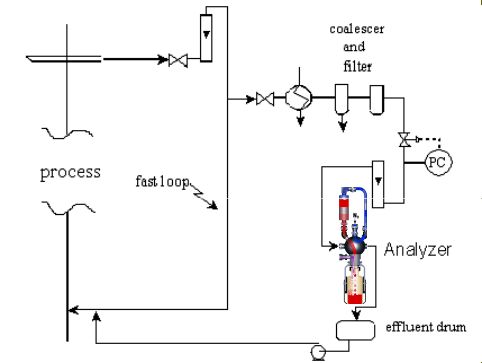 coalescer
and
filter
process
fast loop
PC
Analyzer
effluent drum